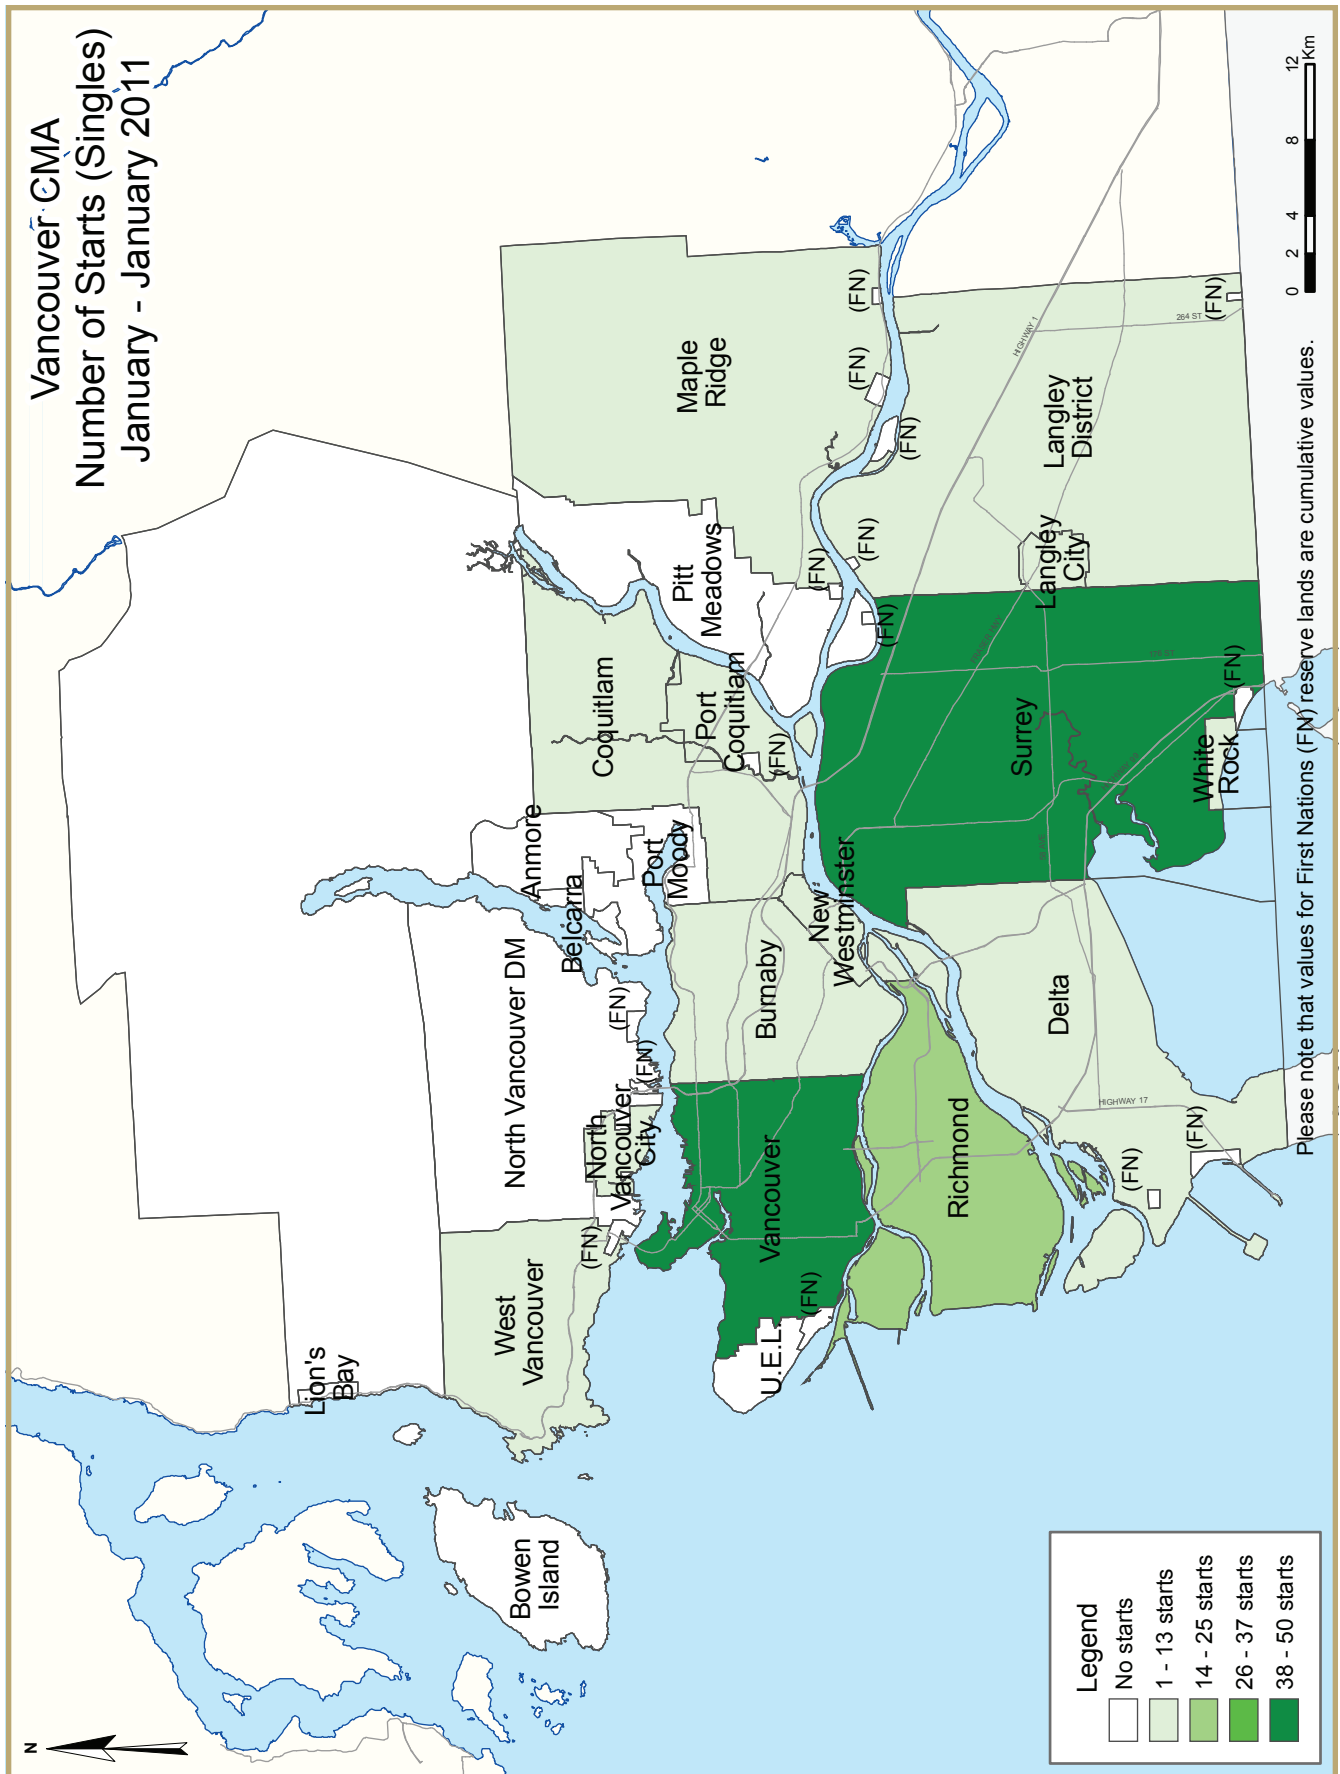 Vancouver CMA
Number of Starts (Singles)
January - January 2011
N
Lion's
Bay
Bowen
Island
West
Vancouver
North Vancouver DM
North
Vancouver
City
(FN)
(FN)
(FN)
Belcarra
Anmore
Port
Moody
Coquitlam
Port
Coquitlam
(FN)
Pitt
Meadows
Maple
Ridge
(FN)
(FN)
(FN)
(FN)
(FN)
(FN)
U.E.L.
(FN)
Vancouver
Burnaby
New
Westminster
Richmond
Delta
(FN)
(FN)
HIGHWAY 17
Surrey
White
Rock
(FN)
Langley
City
Langley
District
HIGHWAY 1
264 ST
(FN)
Legend
No starts
1 - 13 starts
14 - 25 starts
26 - 37 starts
38 - 50 starts
Please note that values for First Nations (FN) reserve lands are cumulative values.
0 2 4 8 12
Km